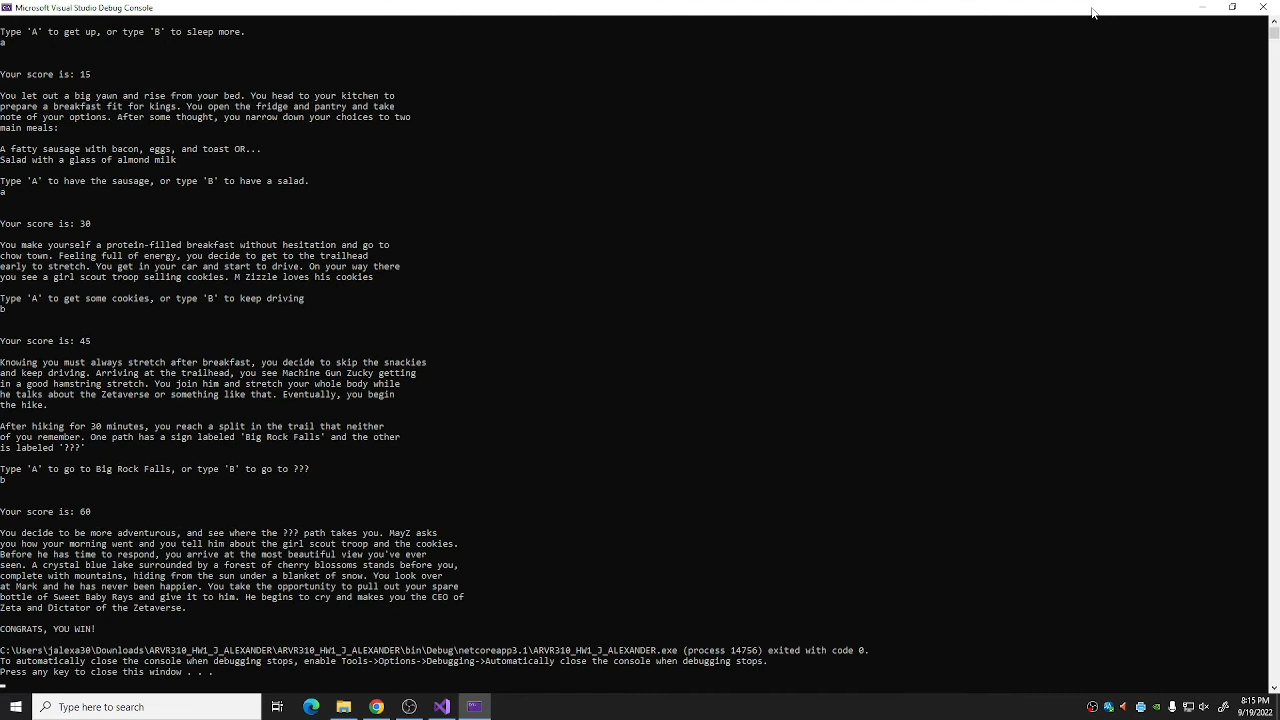 Microsoft Visual Studio Debug Console
Type 'A' to get up, or type 'B' to sleep more.
a
Your score is: 15
You let out a big yawn and rise from your bed. You head to your kitchen to
prepare a breakfast fit for kings. You open the fridge and pantry and take
note of your options. After some thought, you narrow down your choices to two
main meals:
A fatty sausage with bacon, eggs, and toast OR...
Salad with a glass of almond milk
Type 'A' to have the sausage, or type 'B' to have a salad.
a
Your score is: 30
You make yourself a protein-filled breakfast without hesitation and go to
chow town. Feeling full of energy, you decide to get to the trailhead
early to stretch. You get in your car and start to drive. On your way there
you see a girl scout troop selling cookies. M Zizzle loves his cookies
Type 'A' to get some cookies, or type 'B' to keep driving
b
Your score is: 45
Knowing you must always stretch after breakfast, you decide to skip the snackies
and keep driving. Arriving at the trailhead, you see Machine Gun Zucky getting
in a good hamstring stretch. You join him and stretch your whole body while
he talks about the Zetaverse or something like that. Eventually, you begin
the hike.
After hiking for 30 minutes, you reach a split in the trail that neither
of you remember. One path has a sign labeled 'Big Rock Falls' and the other
is labeled '???'
Type 'A' to go to Big Rock Falls, or type 'B' to go to ???
b
Your score is: 60
You decide to be more adventurous, and see where the ??? path takes you. MayZ asks
you how your morning went and you tell him about the girl scout troop and the cookies.
Before he has time to respond, you arrive at the most beautiful view you've ever
seen. A crystal blue lake surrounded by a forest of cherry blossoms stands before you,
complete with mountains, hiding from the sun under a blanket of snow. You look over
at Mark and he has never been happier. You take the opportunity to pull out your spare
bottle of Sweet Baby Rays and give it to him. He begins to cry and makes you the CEO of
Zeta and Dictator of the Zetaverse.
CONGRATS, YOU WIN!
C:\Users\jalexa30\Downloads\ARVR310_HW1_J_ALEXANDER\ARVR310_HW1_J_ALEXANDER\bin\Debug\netcoreapp3.1\ARVR310_HW1_J_ALEXANDER.exe (process 14756) exited with code 0.
To automatically close the console when debugging stops, enable Tools->Options->Debugging->Automatically close the console when debugging stops.
Press any key to close this window . . .
Type here to search
8:15 PM
9/19/2022